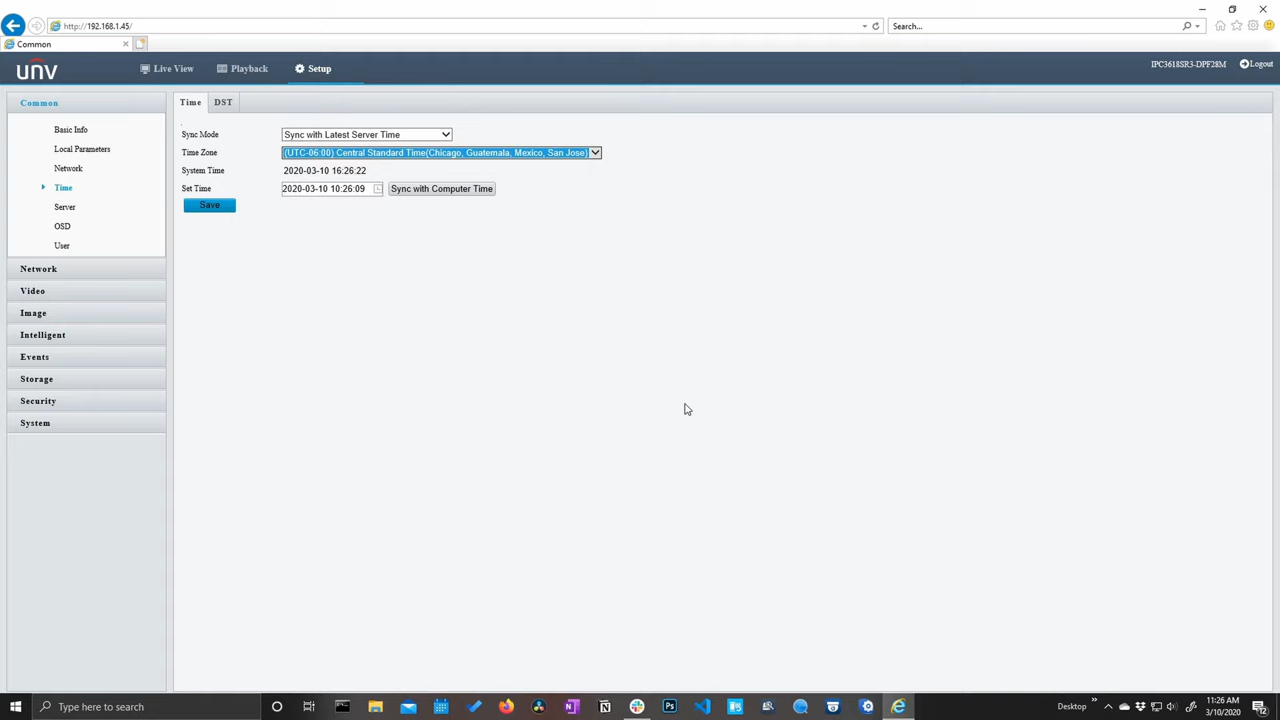 http://192.168.1.45/
Search...
Common
unv
Live View
Playback
Setup
IPC3618SR3-DPF28M
Logout
Common
Basic Info
Local Parameters
Network
Time
Server
OSD
User
Network
Video
Image
Intelligent
Events
Storage
Security
System
Time
DST
Sync Mode
Sync with Latest Server Time
Time Zone
(UTC-06:00) Central Standard Time(Chicago, Guatemala, Mexico, San Jose)
System Time
2020-03-10 16:26:22
Set Time
2020-03-10 10:26:09
Sync with Computer Time
Save
Type here to search
Desktop
11:26 AM
3/10/2020